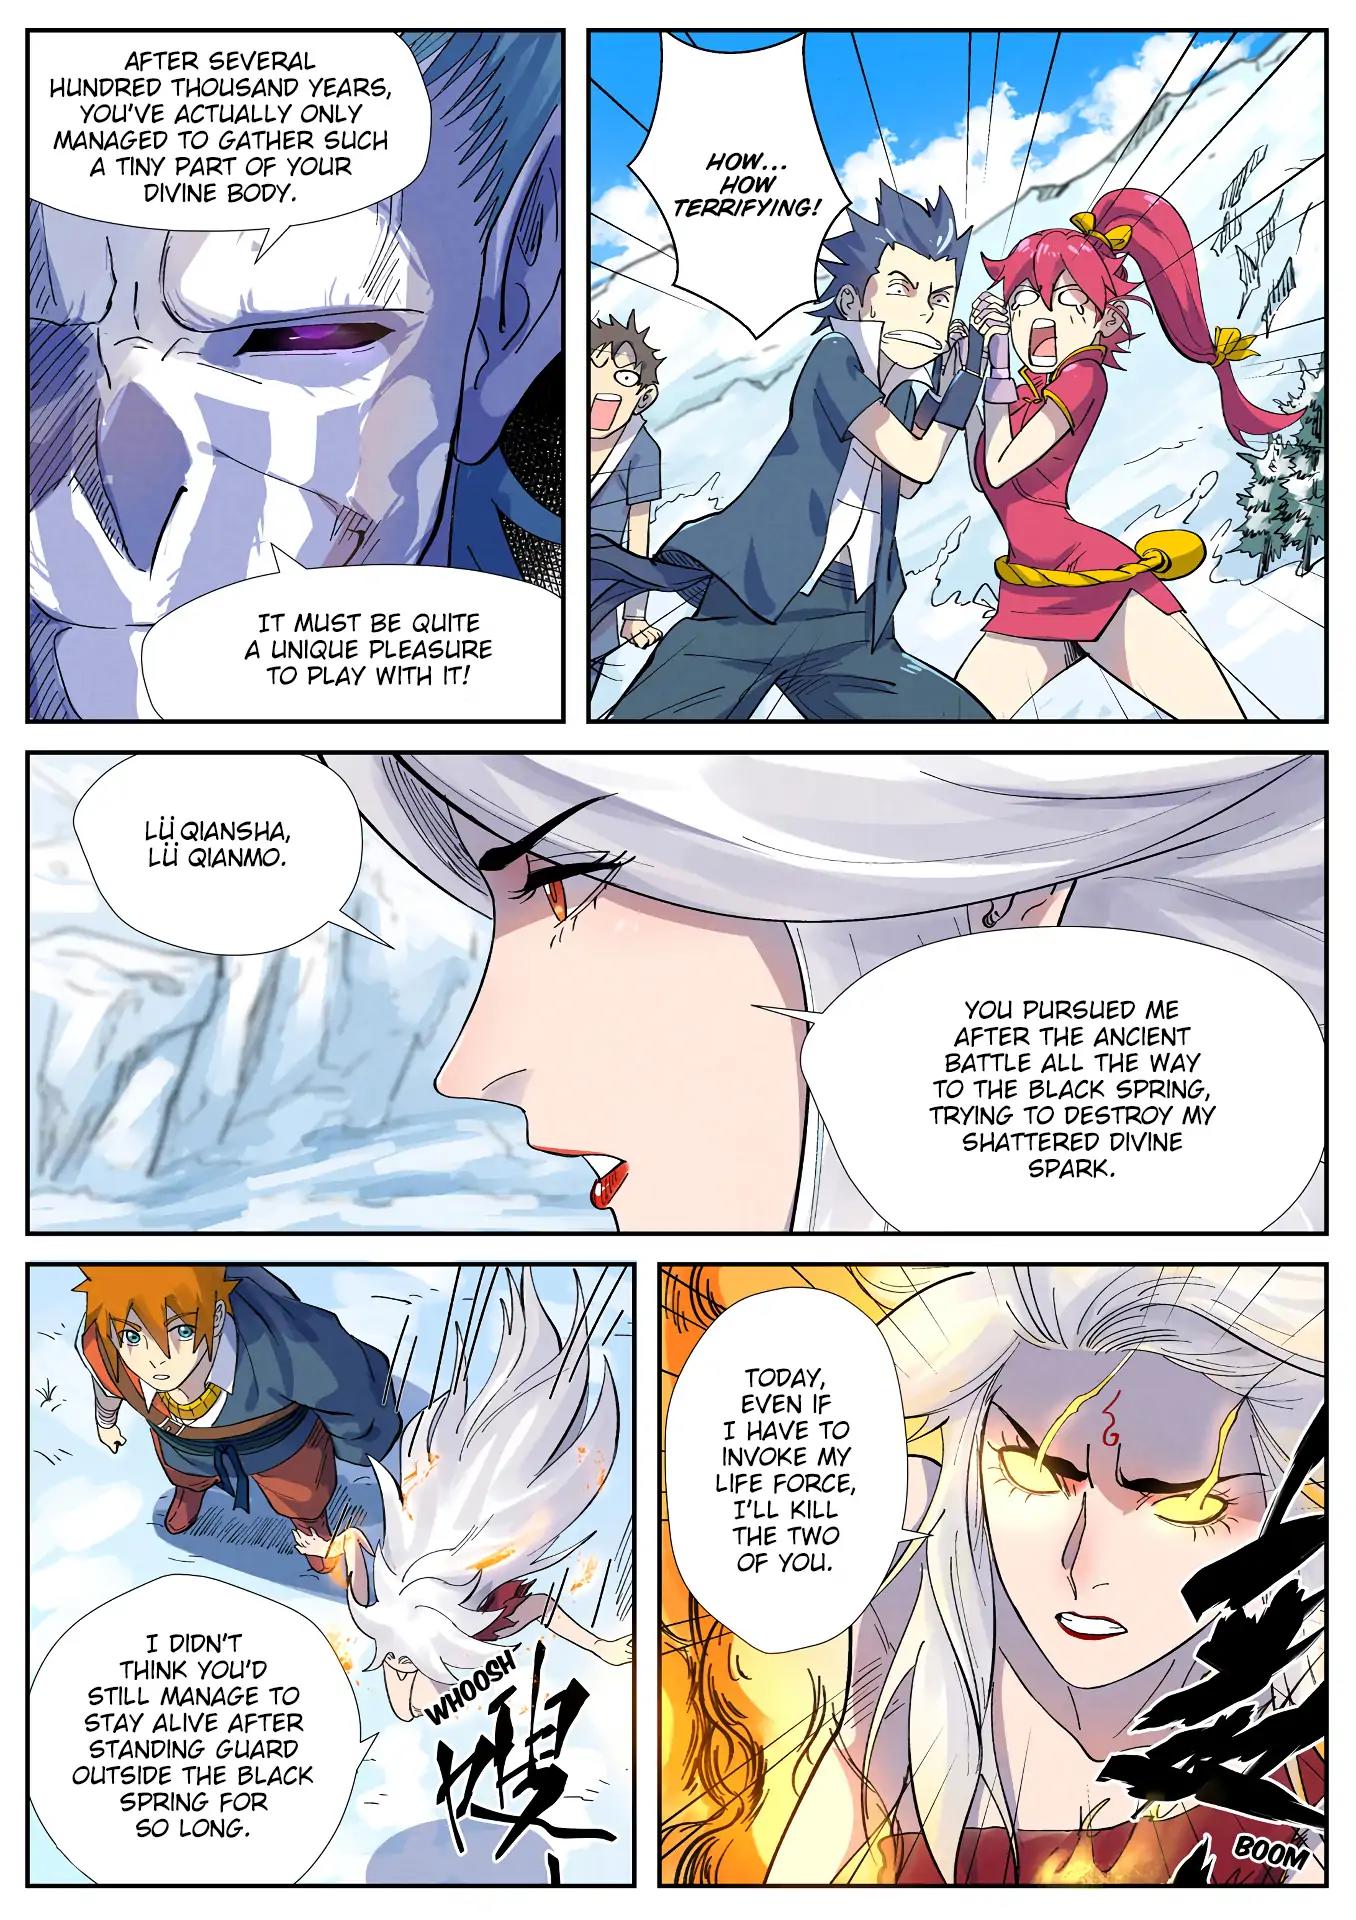 AFTER SEVERAL
HUNDRED THOUSAND YEARS,
YOU'VE ACTUALLY ONLY
MANAGED TO GATHER SUCH
A TINY PART OF YOUR
DIVINE BODY.
IT MUST BE QUITE
A UNIQUE PLEASURE
TO PLAY WITH IT!
HOW...
HOW
TERRIFYING!
LÜ QIANSHA,
LÜ QIANMO.
YOU PURSUED ME
AFTER THE ANCIENT
BATTLE ALL THE WAY
TO THE BLACK SPRING,
TRYING TO DESTROY MY
SHATTERED DIVINE
SPARK.
I DIDN'T
THINK YOU'D
STILL MANAGE TO
STAY ALIVE AFTER
STANDING GUARD
OUTSIDE THE BLACK
SPRING FOR
SO LONG.
WHOOSH
嗖
TODAY,
EVEN IF
I HAVE TO
INVOKE MY
LIFE FORCE,
I'LL KILL
THE TWO
OF YOU.
BOOM